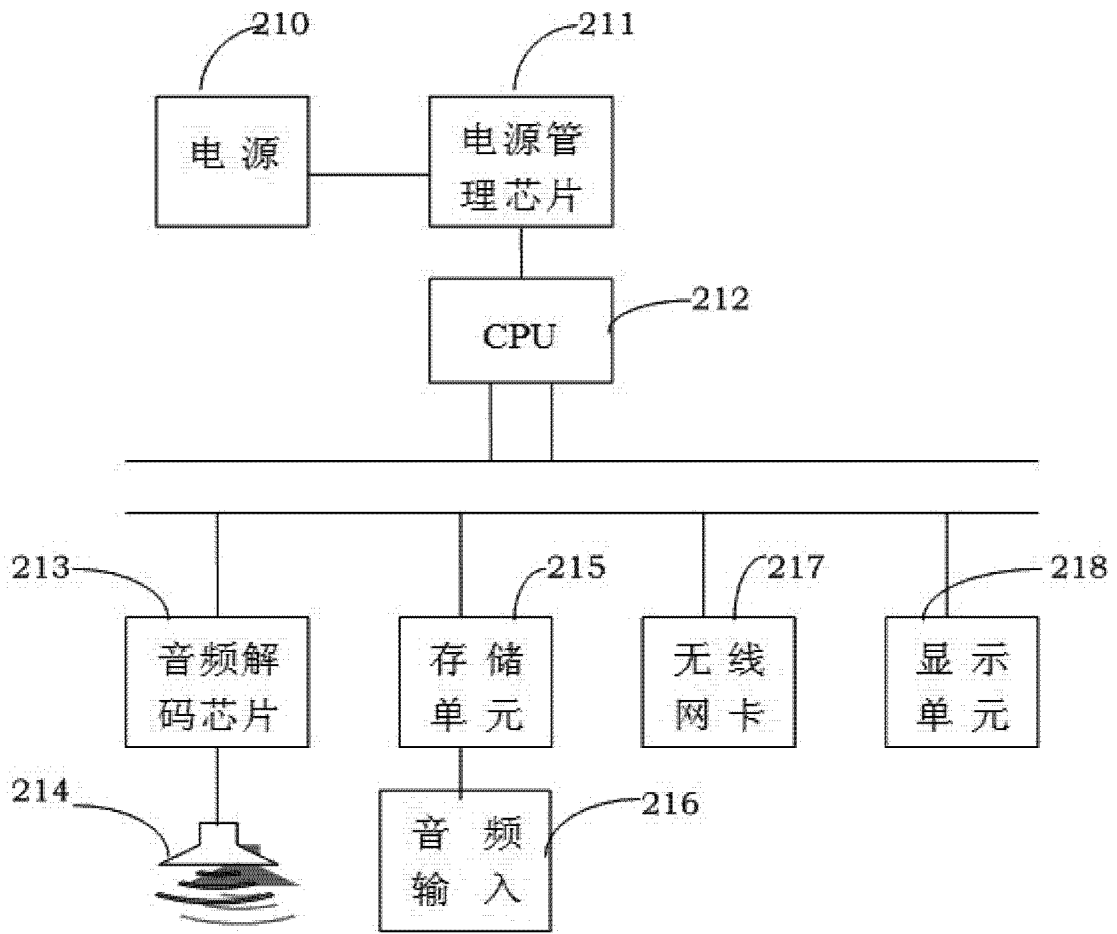 210
211
电源
电源管
理芯片
212
CPU
213
215
217
218
音频解
码芯片
存储
单元
无线
网卡
显示
单元
214
216
音频
输入